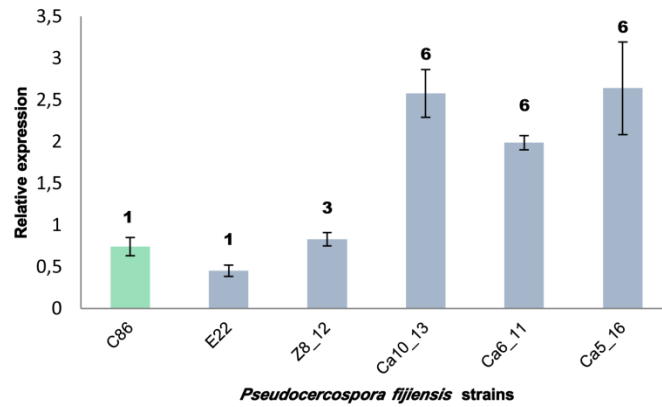 3,5
3
2,5
2
1,5
1
0,5
0
Relative expression
1
1
3
6
6
6
C86
E22
Z8_12
Ca10_13
Ca6_11
Ca5_16
Pseudocercospora fijiensis strains